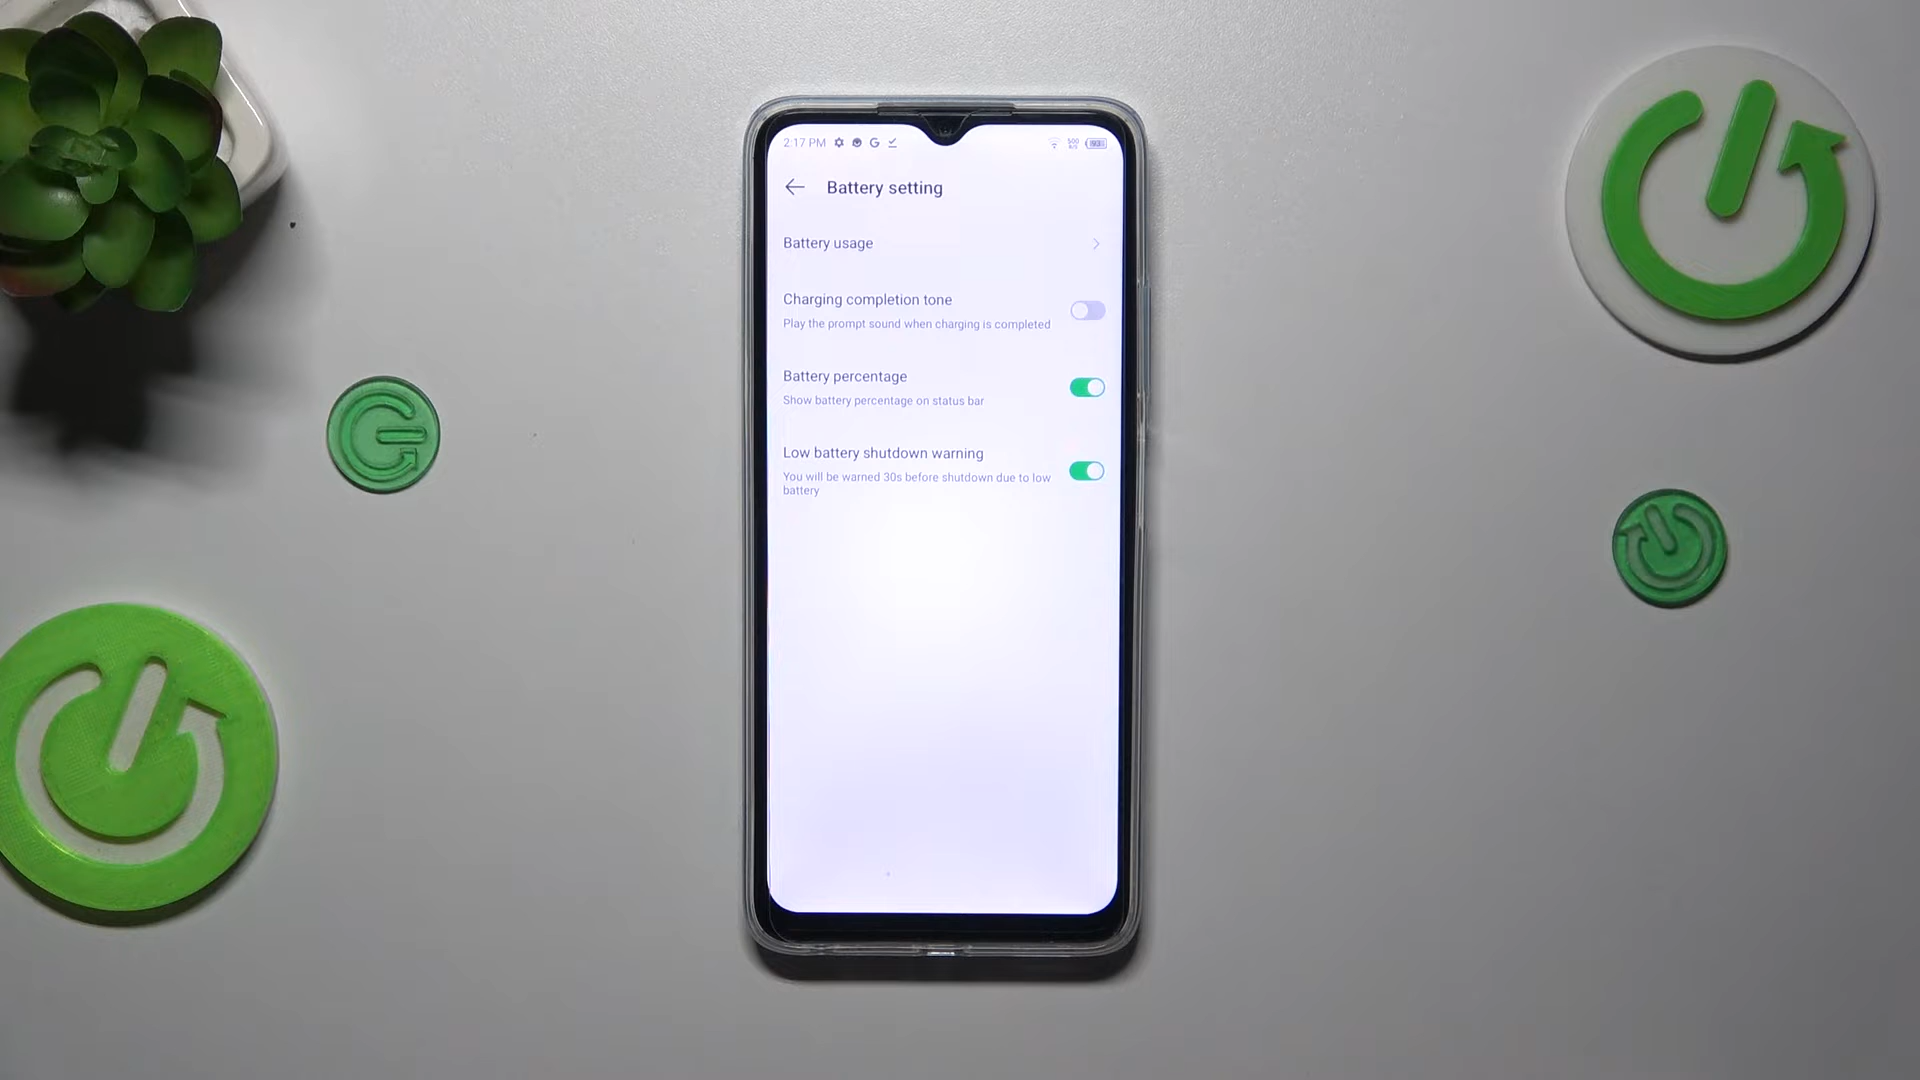 2:17 PM
Battery setting
Battery usage
Charging completion tone
Play the prompt sound when charging is completed
Battery percentage
Show battery percentage on status bar
Low battery shutdown warning
You will be warned 30s before shutdown due to low
battery